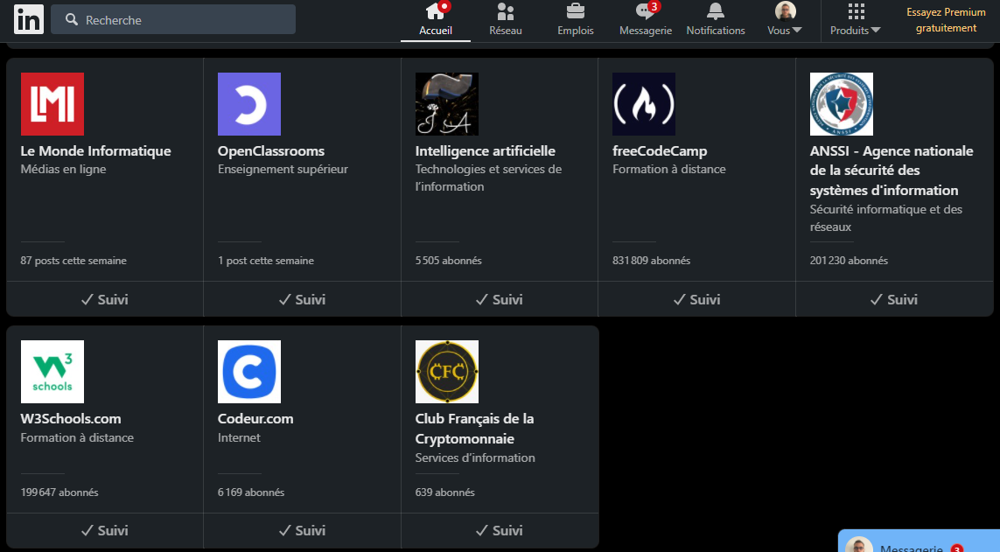 in
Recherche
Accueil
Réseau
Emplois
3
Messagerie
Notifications
Vous
Produits
Essayez Premium
gratuitement
LMI
Le Monde Informatique
Médias en ligne
87 posts cette semaine
Suivi
OpenClassrooms
Enseignement supérieur
1 post cette semaine
Suivi
IA
Intelligence artificielle
Technologies et services de
l'information
5 505 abonnés
Suivi
freeCodeCamp
Formation à distance
831 809 abonnés
Suivi
ANSSI
ANSSI - Agence nationale
de la sécurité des
systèmes d'information
Sécurité informatique et des
réseaux
201 230 abonnés
Suivi
W3
schools
W3Schools.com
Formation à distance
199 647 abonnés
Suivi
C
Codeur.com
Internet
6 169 abonnés
Suivi
CFC
Club Français de la
Cryptomonnaie
Services d'information
639 abonnés
Suivi
Messagerie 3